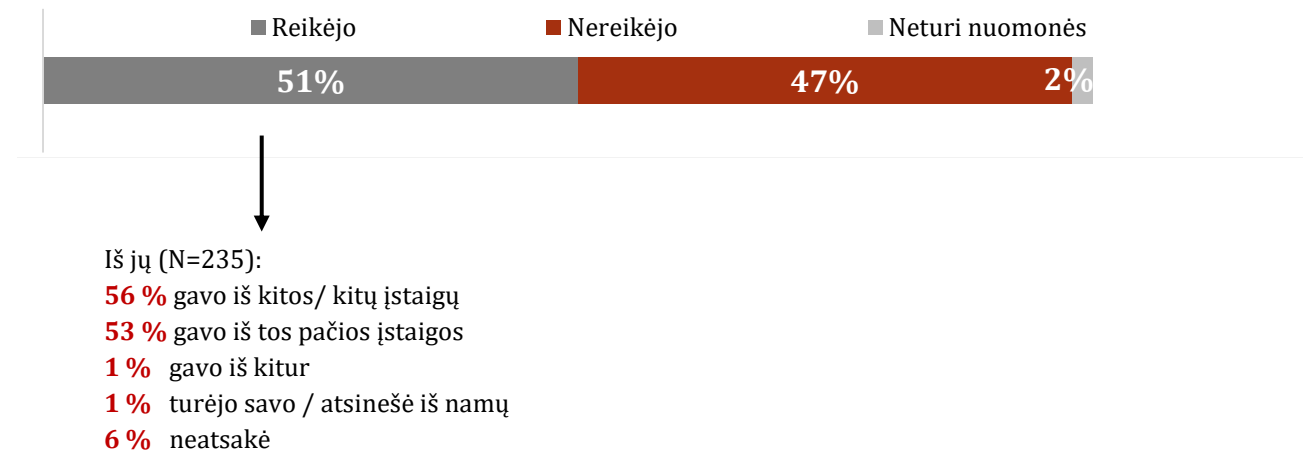 Reikėjo Nereikėjo Neturi nuomonės
51% 47% 2%
Iš jų (N=235):
56 % gavo iš kitos/ kitų įstaigų
53 % gavo iš tos pačios įstaigos
1 % gavo iš kitur
1 % turėjo savo / atsinešė iš namų
6 % neatsakė